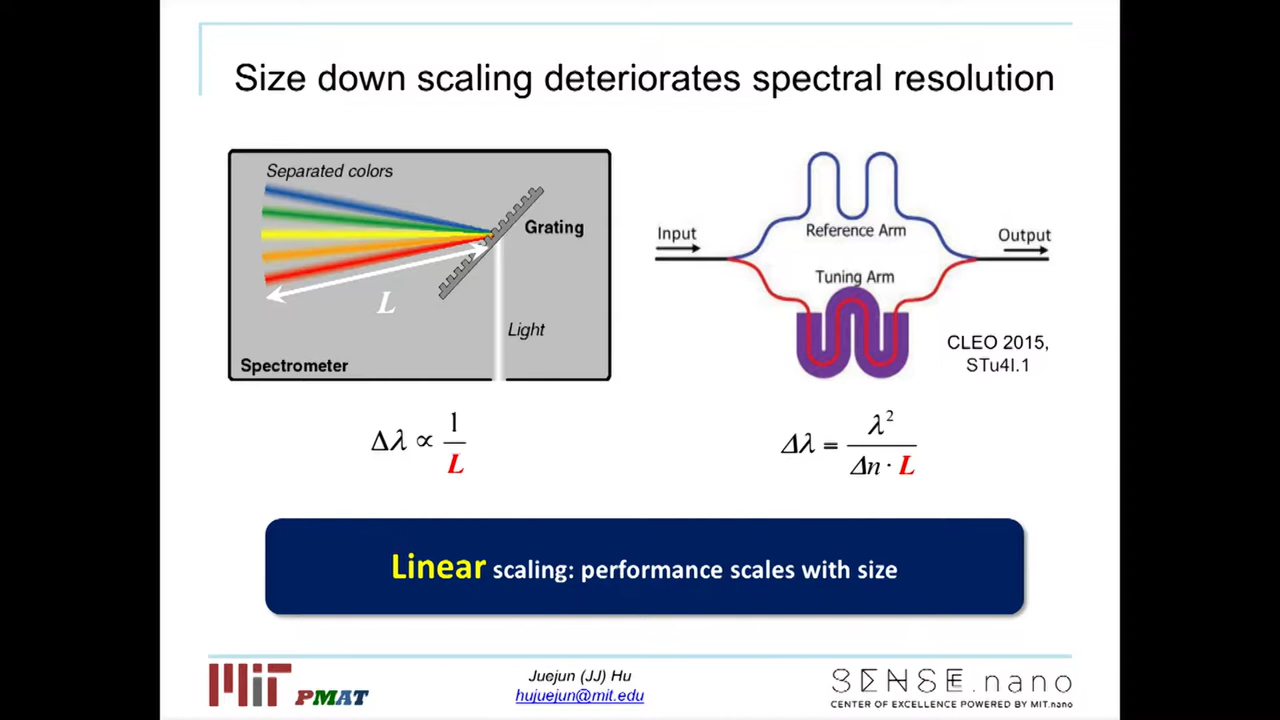 Size down scaling deteriorates spectral resolution
Separated colors
Grating
L
Light
Spectrometer
Input
Reference Arm
Output
Tuning Arm
CLEO 2015,
STu4I.1
Δλ ∝ 1/L
Δλ = λ²/(Δn · L)
Linear scaling: performance scales with size
MIT PMAT
Juejun (JJ) Hu
hujuejun@mit.edu
SENSE.nano
CENTER OF EXCELLENCE POWERED BY MIT.nano